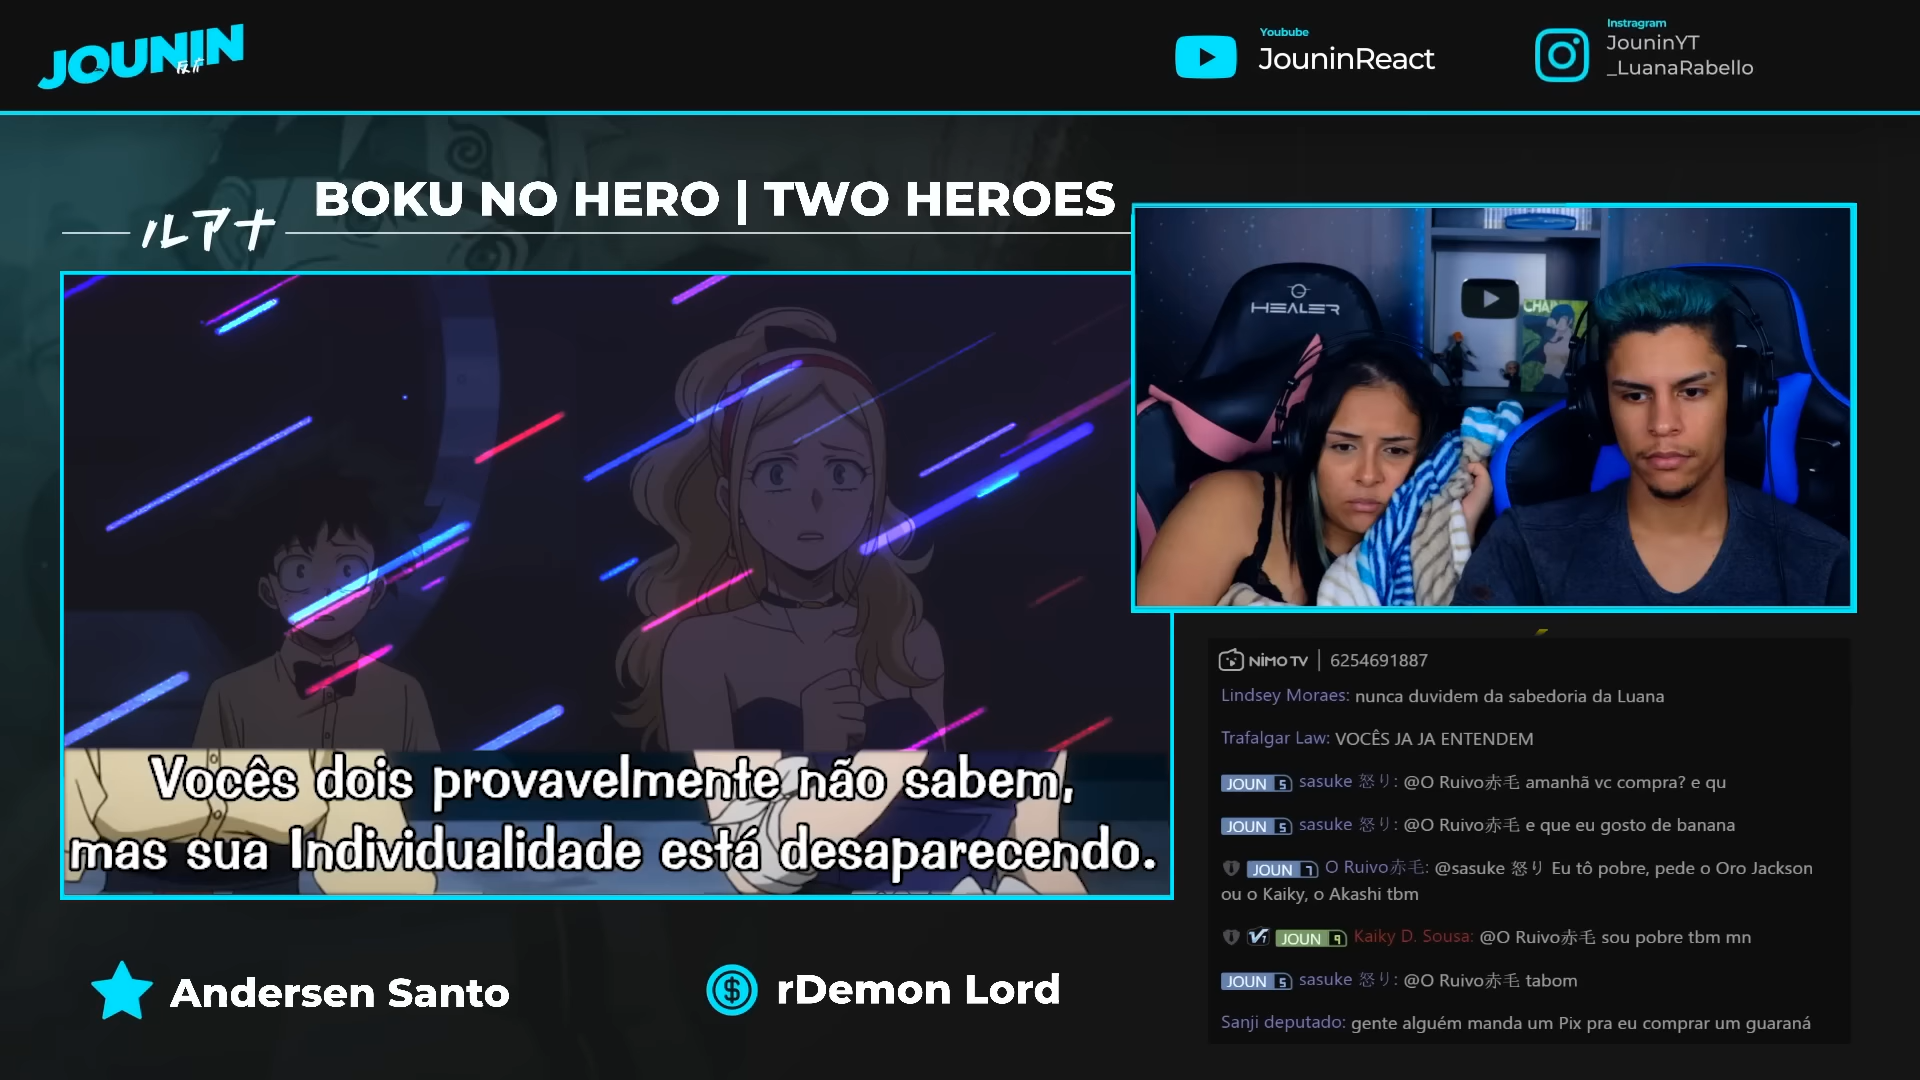 JOUNIN
反応
Youbube
JouninReact
Instragram
JouninYT
_LuanaRabello
BOKU NO HERO | TWO HEROES
ルアナ
HEALER
CHA
Vocês dois provavelmente não sabem,
mas sua Individualidade está desaparecendo.
NIMO TV | 6254691887
Lindsey Moraes: nunca duvidem da sabedoria da Luana
Trafalgar Law: VOCÊS JA JA ENTENDEM
JOUN 5 sasuke 怒り: @O Ruivo赤毛 amanhã vc compra? e qu
JOUN 5 sasuke 怒り: @O Ruivo赤毛 e que eu gosto de banana
JOUN 7 O Ruivo赤毛: @sasuke 怒り Eu tô pobre, pede o Oro Jackson
ou o Kaiky, o Akashi tbm
V1 JOUN 9 Kaiky D. Sousa: @O Ruivo赤毛 sou pobre tbm mn
JOUN 5 sasuke 怒り: @O Ruivo赤毛 tabom
Sanji deputado: gente alguém manda um Pix pra eu comprar um guaraná
Andersen Santo
$ rDemon Lord